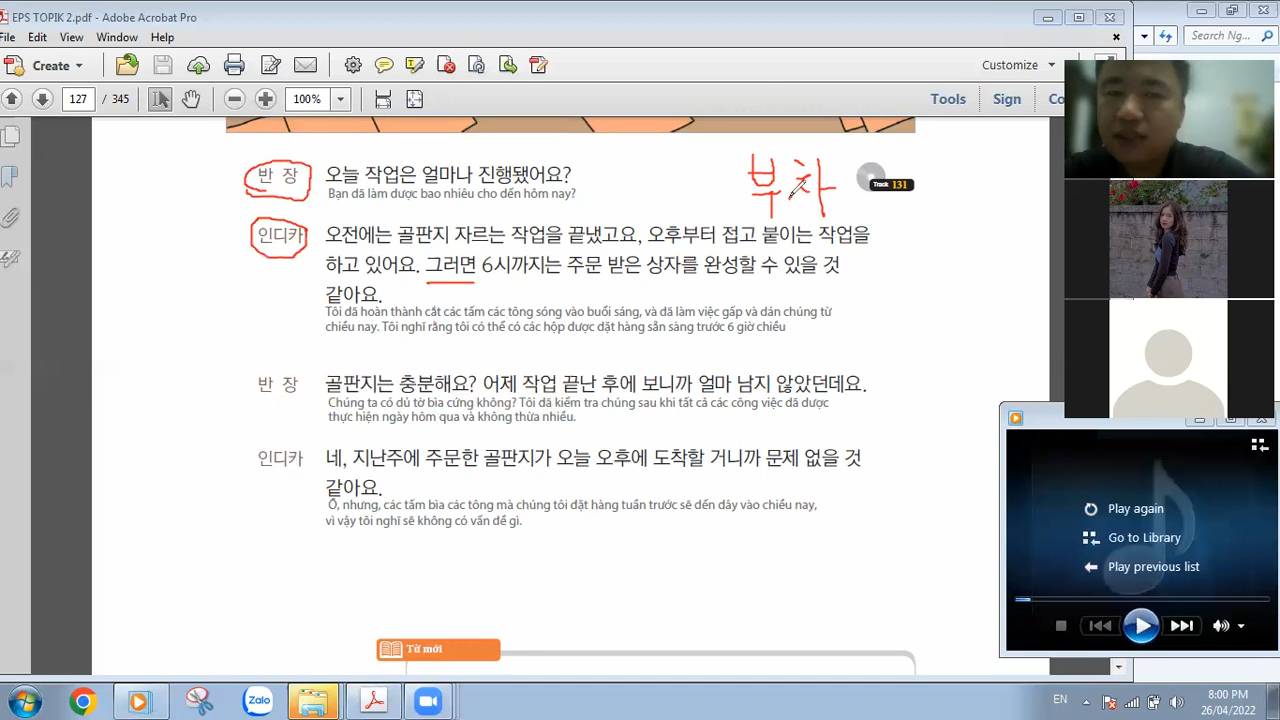 EPS TOPIK 2.pdf - Adobe Acrobat Pro
File Edit View Window Help
Search Ng...
Create
Customize
127 / 345
100%
Tools Sign Co
반 장 오늘 작업은 얼마나 진행됐어요?
Bạn đã làm được bao nhiêu cho đến hôm nay?
부차
Track 131
인디카 오전에는 골판지 자르는 작업을 끝냈고요, 오후부터 접고 붙이는 작업을
하고 있어요. 그러면 6시까지는 주문 받은 상자를 완성할 수 있을 것
같아요.
Tôi đã hoàn thành cắt các tấm các tông sóng vào buổi sáng, và đã làm việc gấp và dán chúng từ
chiều nay. Tôi nghĩ rằng tôi có thể có các hộp được đặt hàng sẵn sàng trước 6 giờ chiều
반 장 골판지는 충분해요? 어제 작업 끝난 후에 보니까 얼마 남지 않았던데요.
Chúng ta có đủ tờ bìa cứng không? Tôi đã kiểm tra chúng sau khi tất cả các công việc đã được
thực hiện ngày hôm qua và không thừa nhiều.
인디카 네, 지난주에 주문한 골판지가 오늘 오후에 도착할 거니까 문제 없을 것
같아요.
Ồ, nhưng, các tấm bìa các tông mà chúng tôi đặt hàng tuần trước sẽ đến đây vào chiều nay,
vì vậy tôi nghĩ sẽ không có vấn đề gì.
Từ mới
Play again
Go to Library
Play previous list
Zalo
EN
8:00 PM
26/04/2022